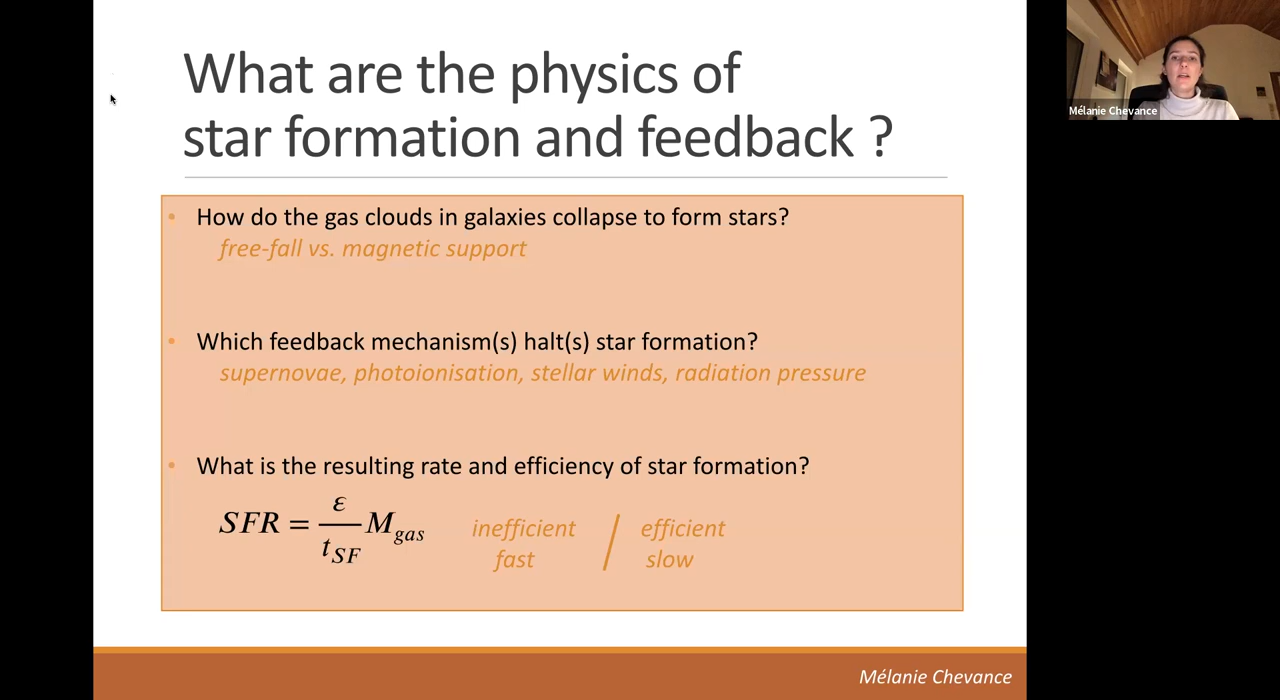 What are the physics of
star formation and feedback ?
Mélanie Chevance
• How do the gas clouds in galaxies collapse to form stars?
free-fall vs. magnetic support
• Which feedback mechanism(s) halt(s) star formation?
supernovae, photoionisation, stellar winds, radiation pressure
• What is the resulting rate and efficiency of star formation?
SFR = ε / t_SF M_gas
inefficient / efficient
fast slow
Mélanie Chevance